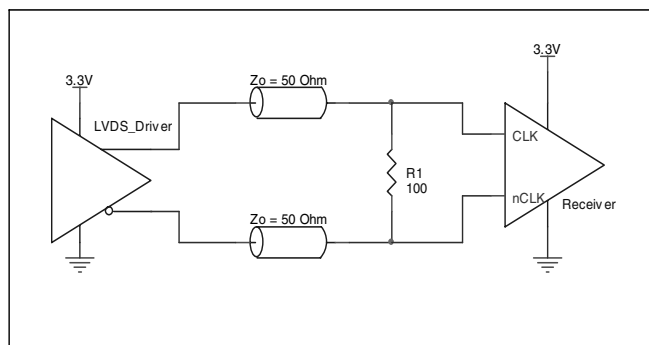 3.3V
3.3V
Zo = 50 Ohm
LVDS_Driver
CLK
R1
100
nCLK
Receiver
Zo = 50 Ohm